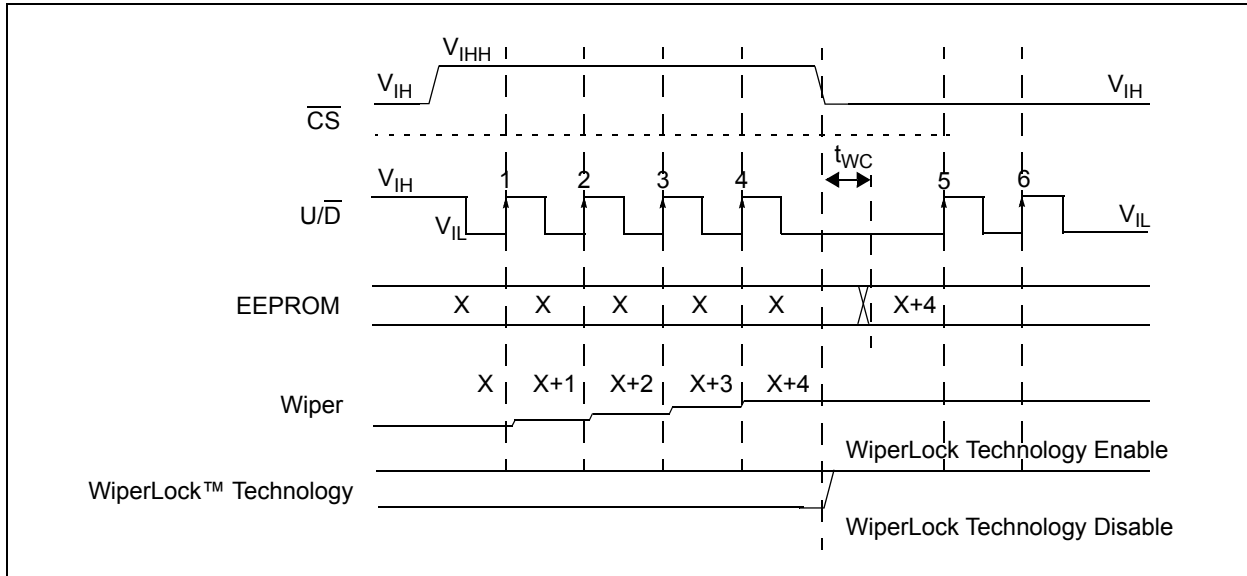 V_IHH
V_IH V_IH
C̅S̅
t_WC
V_IH 1 2 3 4 5 6
U/D̅
V_IL V_IL
EEPROM X X X X X X+4
X X+1 X+2 X+3 X+4
Wiper
WiperLock Technology Enable
WiperLock™ Technology
WiperLock Technology Disable